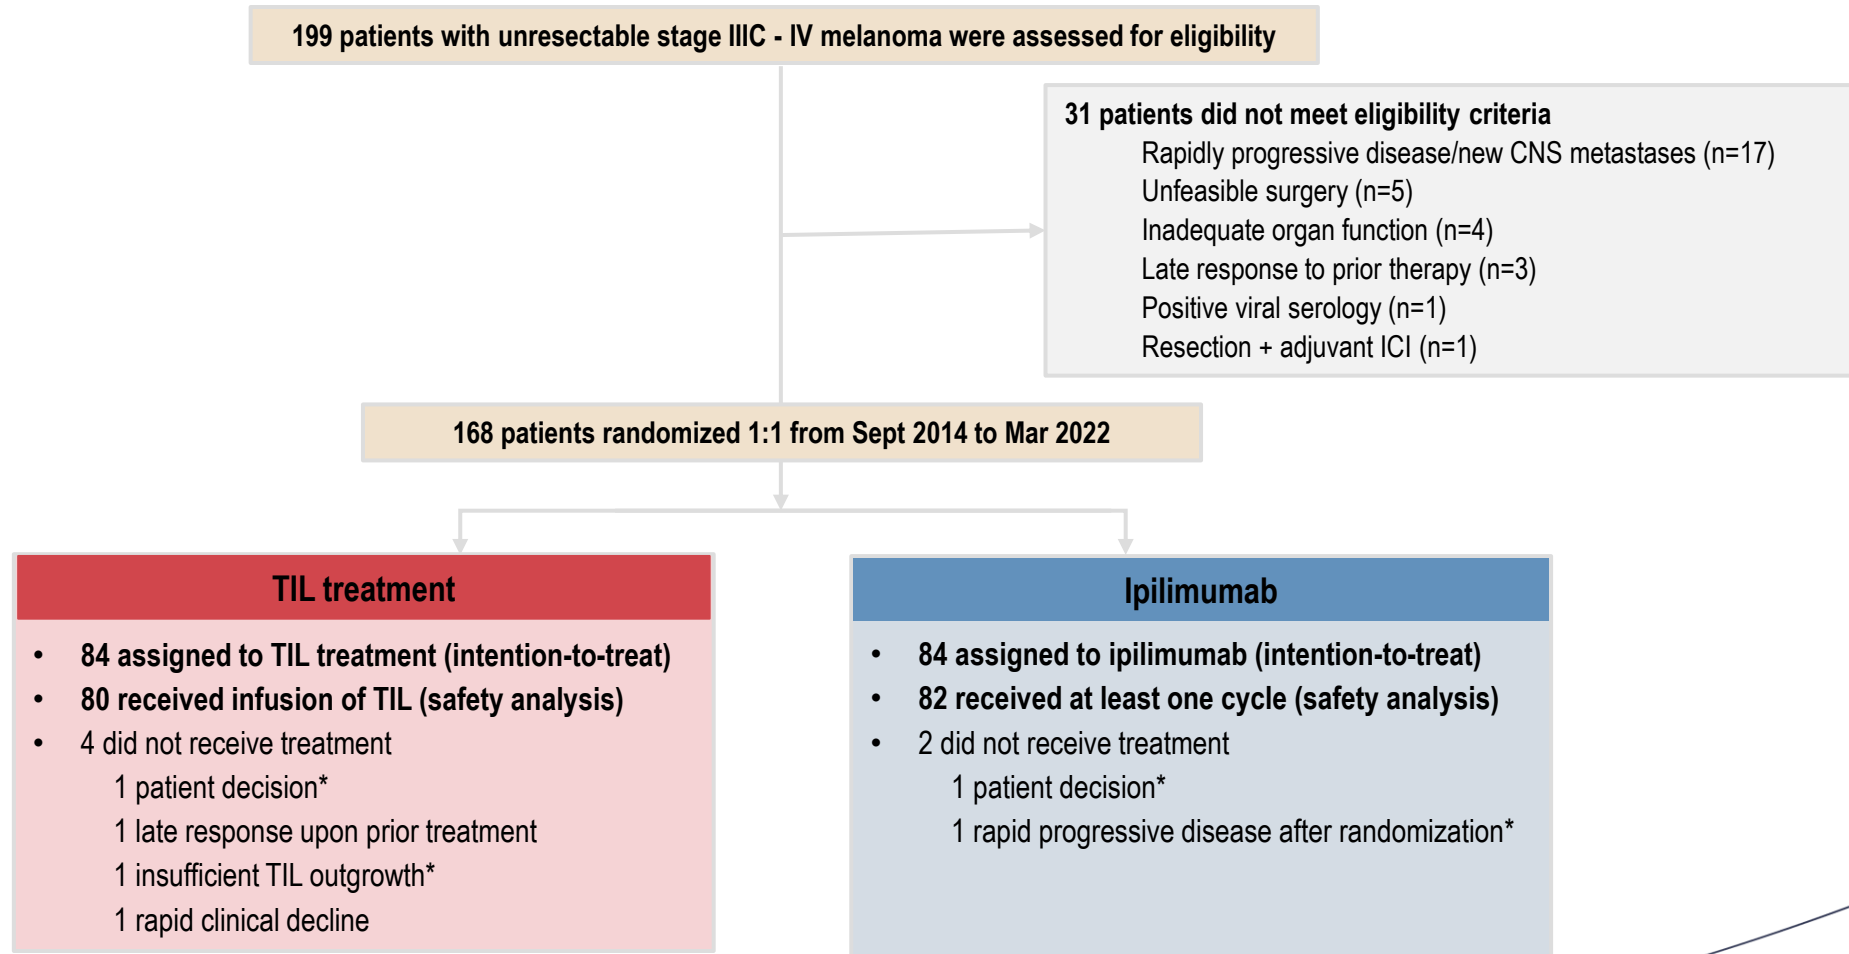 199 patients with unresectable stage IIIC - IV melanoma were assessed for eligibility
31 patients did not meet eligibility criteria
Rapidly progressive disease/new CNS metastases (n=17)
Unfeasible surgery (n=5)
Inadequate organ function (n=4)
Late response to prior therapy (n=3)
Positive viral serology (n=1)
Resection + adjuvant ICI (n=1)
168 patients randomized 1:1 from Sept 2014 to Mar 2022
TIL treatment
• 84 assigned to TIL treatment (intention-to-treat)
• 80 received infusion of TIL (safety analysis)
• 4 did not receive treatment
1 patient decision*
1 late response upon prior treatment
1 insufficient TIL outgrowth*
1 rapid clinical decline
Ipilimumab
• 84 assigned to ipilimumab (intention-to-treat)
• 82 received at least one cycle (safety analysis)
• 2 did not receive treatment
1 patient decision*
1 rapid progressive disease after randomization*